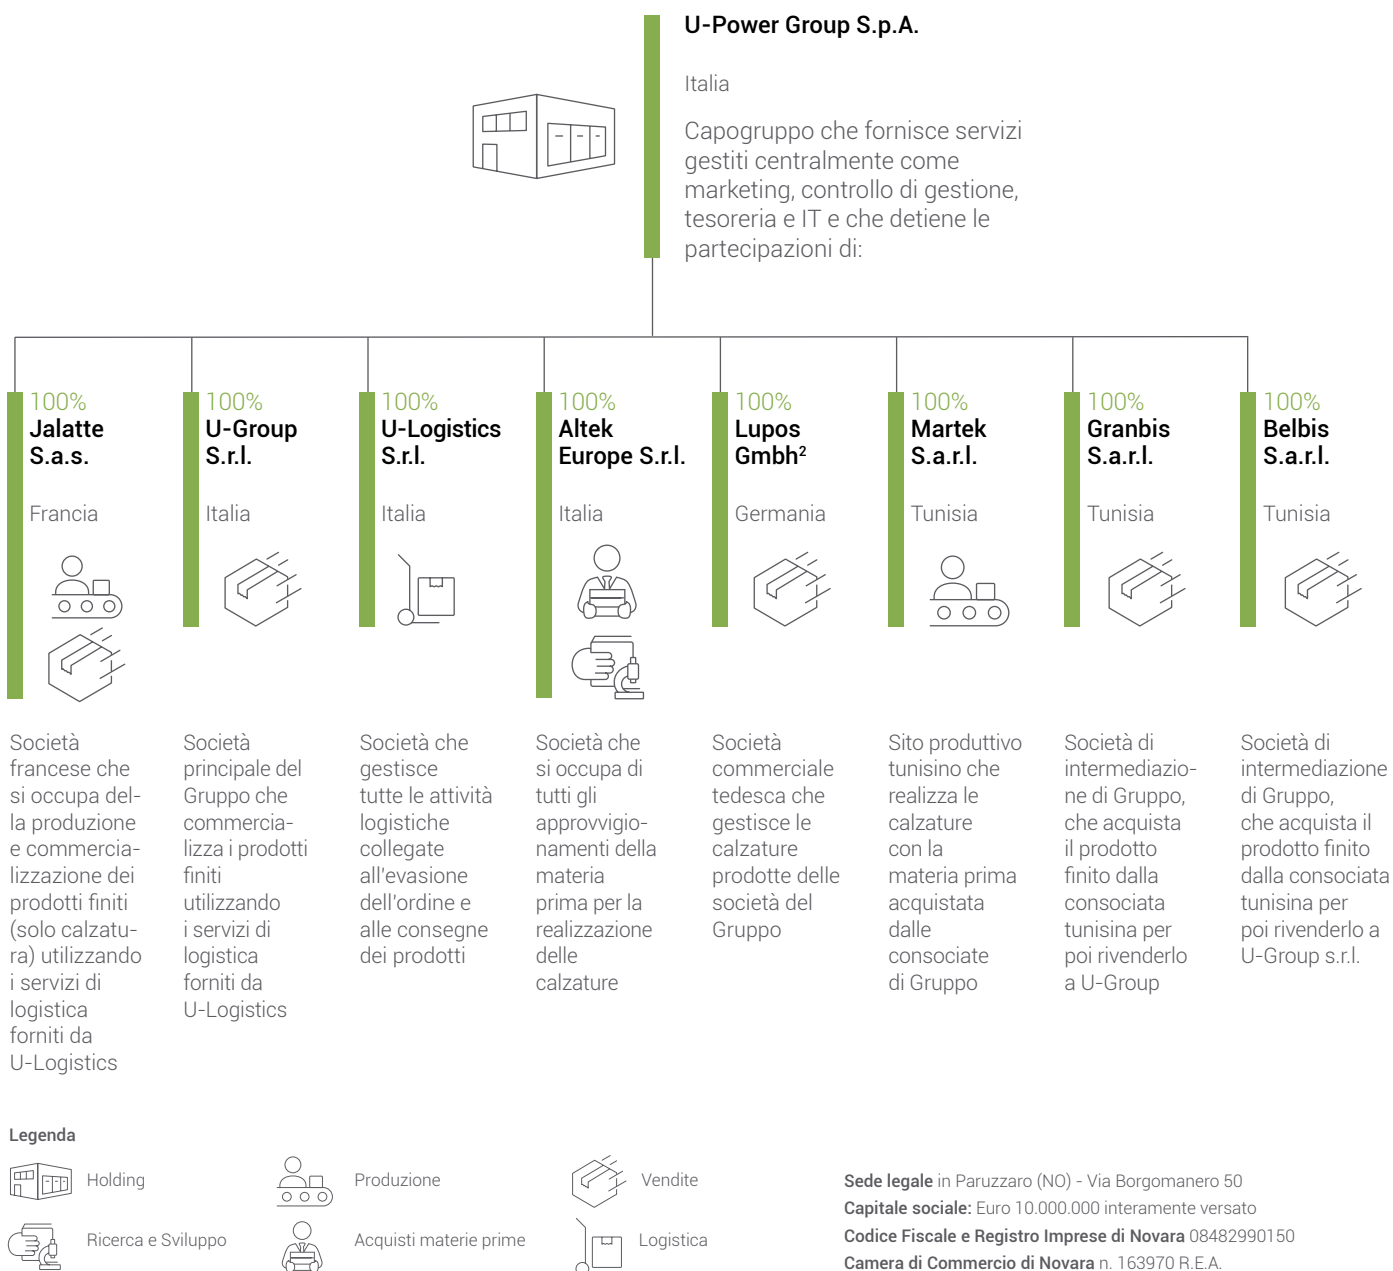 U-Power Group S.p.A.
Italia
Capogruppo che fornisce servizi
gestiti centralmente come
marketing, controllo di gestione,
tesoreria e IT e che detiene le
partecipazioni di:
100%
Jalatte
S.a.s.
Francia
Società
francese che
si occupa del-
la produzione
e commercia-
lizzazione dei
prodotti finiti
(solo calzatu-
ra) utilizzando
i servizi di
logistica
forniti da
U-Logistics
100%
U-Group
S.r.l.
Italia
Società
principale del
Gruppo che
commercia-
lizza i prodotti
finiti
utilizzando
i servizi di
logistica
forniti da
U-Logistics
100%
U-Logistics
S.r.l.
Italia
Società che
gestisce
tutte le attività
logistiche
collegate
all'evasione
dell'ordine e
alle consegne
dei prodotti
100%
Altek
Europe S.r.l.
Italia
Società che
si occupa di
tutti gli
approvvigio-
namenti della
materia
prima per la
realizzazione
delle
calzature
100%
Lupos
Gmbh²
Germania
Società
commerciale
tedesca che
gestisce le
calzature
prodotte delle
società del
Gruppo
100%
Martek
S.a.r.l.
Tunisia
Sito produttivo
tunisino che
realizza le
calzature
con la
materia prima
acquistata
dalle
consociate
di Gruppo
100%
Granbis
S.a.r.l.
Tunisia
Società di
intermediazio-
ne di Gruppo,
che acquista
il prodotto
finito dalla
consociata
tunisina per
poi rivenderlo
a U-Group
100%
Belbis
S.a.r.l.
Tunisia
Società di
intermediazione
di Gruppo,
che acquista il
prodotto finito
dalla consociata
tunisina per
poi rivenderlo a
U-Group s.r.l.
Legenda
Holding
Produzione
Vendite
Ricerca e Sviluppo
Acquisti materie prime
Logistica
Sede legale in Paruzzaro (NO) - Via Borgomanero 50
Capitale sociale: Euro 10.000.000 interamente versato
Codice Fiscale e Registro Imprese di Novara 08482990150
Camera di Commercio di Novara n. 163970 R.E.A.